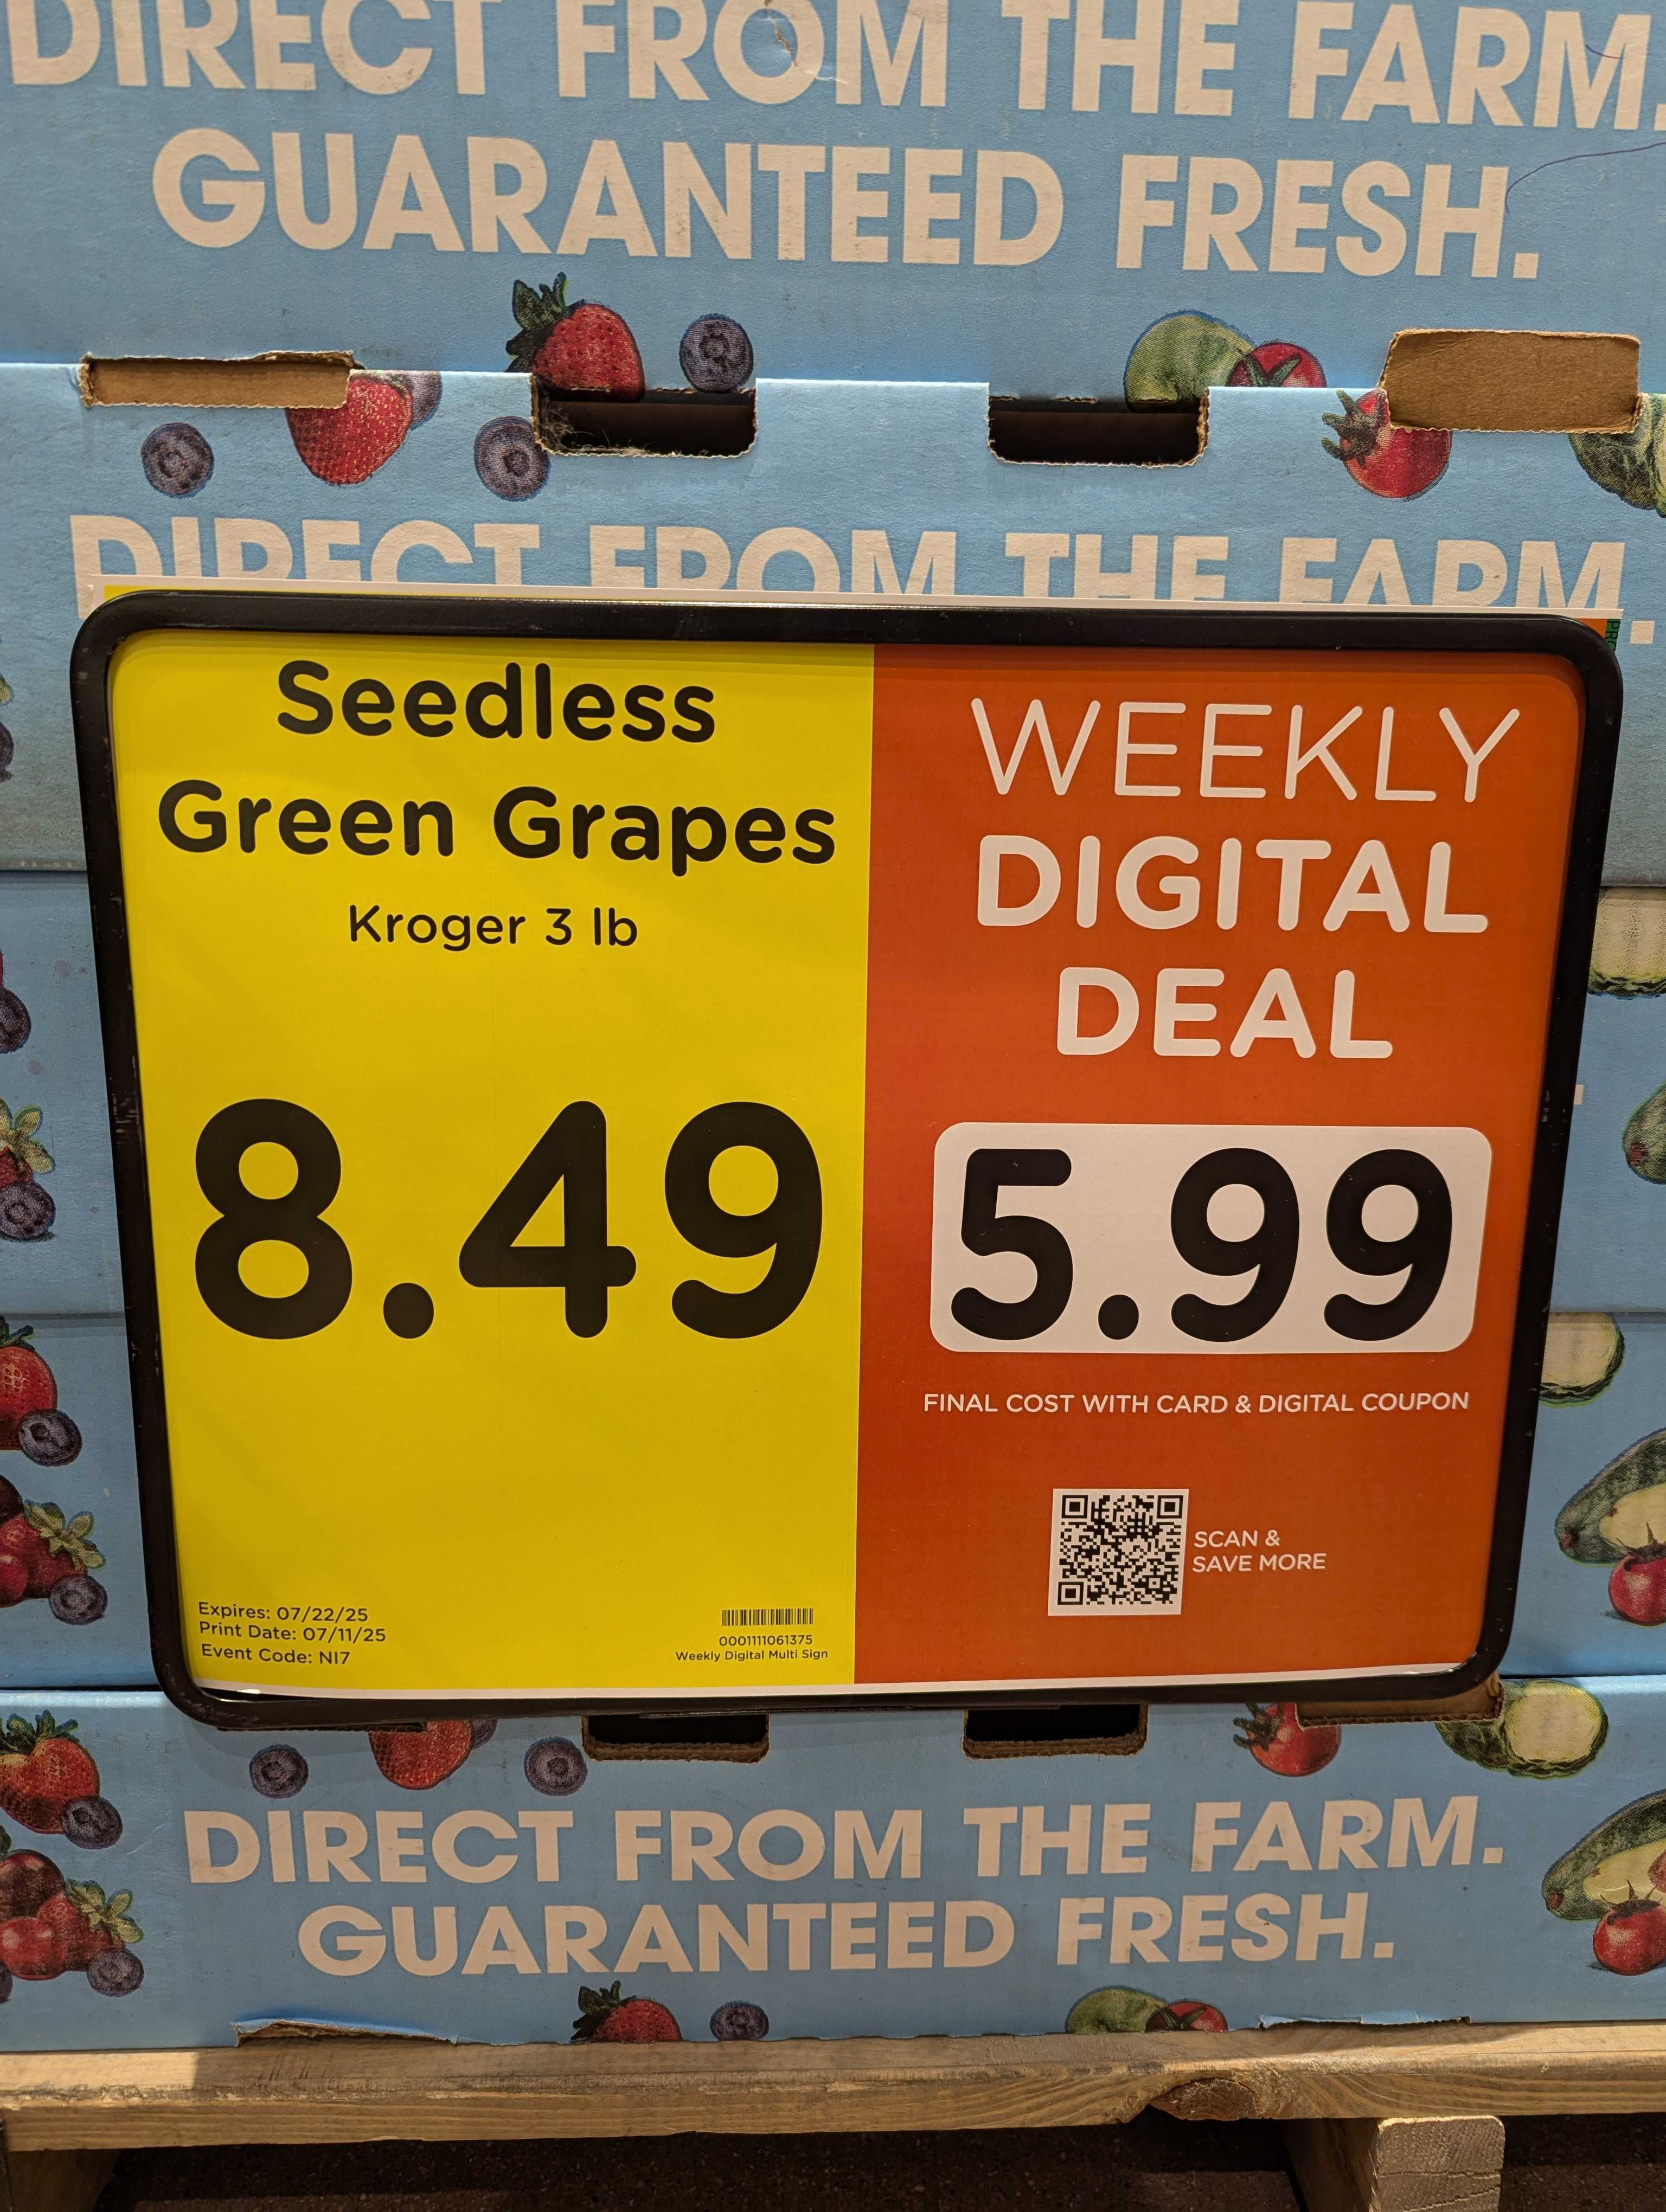 DIRECT FROM THE FARM.
GUARANTEED FRESH.
DIRECT FROM THE FARM.
Seedless
Green Grapes
Kroger 3 lb
8.49
Expires: 07/22/25
Print Date: 07/11/25
Event Code: NI7
0001111061375
Weekly Digital Multi Sign
WEEKLY
DIGITAL
DEAL
5.99
FINAL COST WITH CARD & DIGITAL COUPON
SCAN &
SAVE MORE
DIRECT FROM THE FARM.
GUARANTEED FRESH.